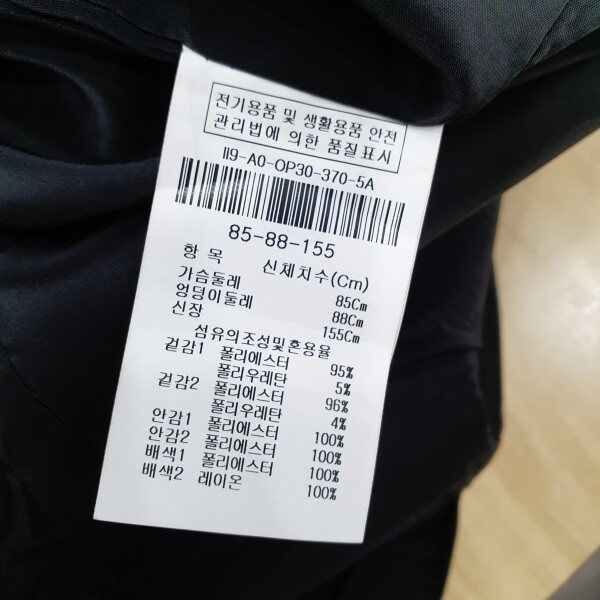 전기용품 및 생활용품 안전
관리법에 의한 품질표시
II9-A0-OP30-370-5A
85-88-155
항 목 신체치수(Cm)
가슴둘레 85Cm
엉덩이둘레 88Cm
신장 155Cm
섬유의조성및혼용율
겉감1 폴리에스터 95%
폴리우레탄 5%
겉감2 폴리에스터 96%
폴리우레탄 4%
안감1 폴리에스터 100%
안감2 폴리에스터 100%
배색1 폴리에스터 100%
배색2 레이온 100%